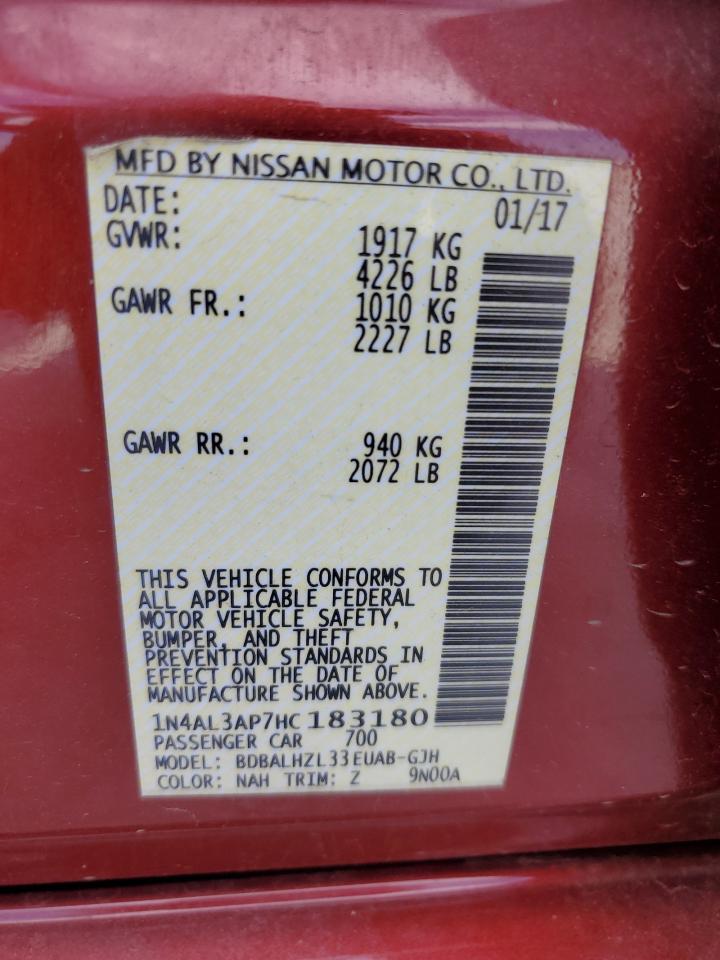 MFD BY NISSAN MOTOR CO., LTD.
DATE: 01/17
GVWR: 1917 KG
4226 LB
GAWR FR.: 1010 KG
2227 LB
GAWR RR.: 940 KG
2072 LB
THIS VEHICLE CONFORMS TO
ALL APPLICABLE FEDERAL
MOTOR VEHICLE SAFETY,
BUMPER, AND THEFT
PREVENTION STANDARDS IN
EFFECT ON THE DATE OF
MANUFACTURE SHOWN ABOVE.
1N4AL3AP7HC183180
PASSENGER CAR 700
MODEL: BDBALHZL33EUAB-GJH
COLOR: NAH TRIM: Z 9N00A